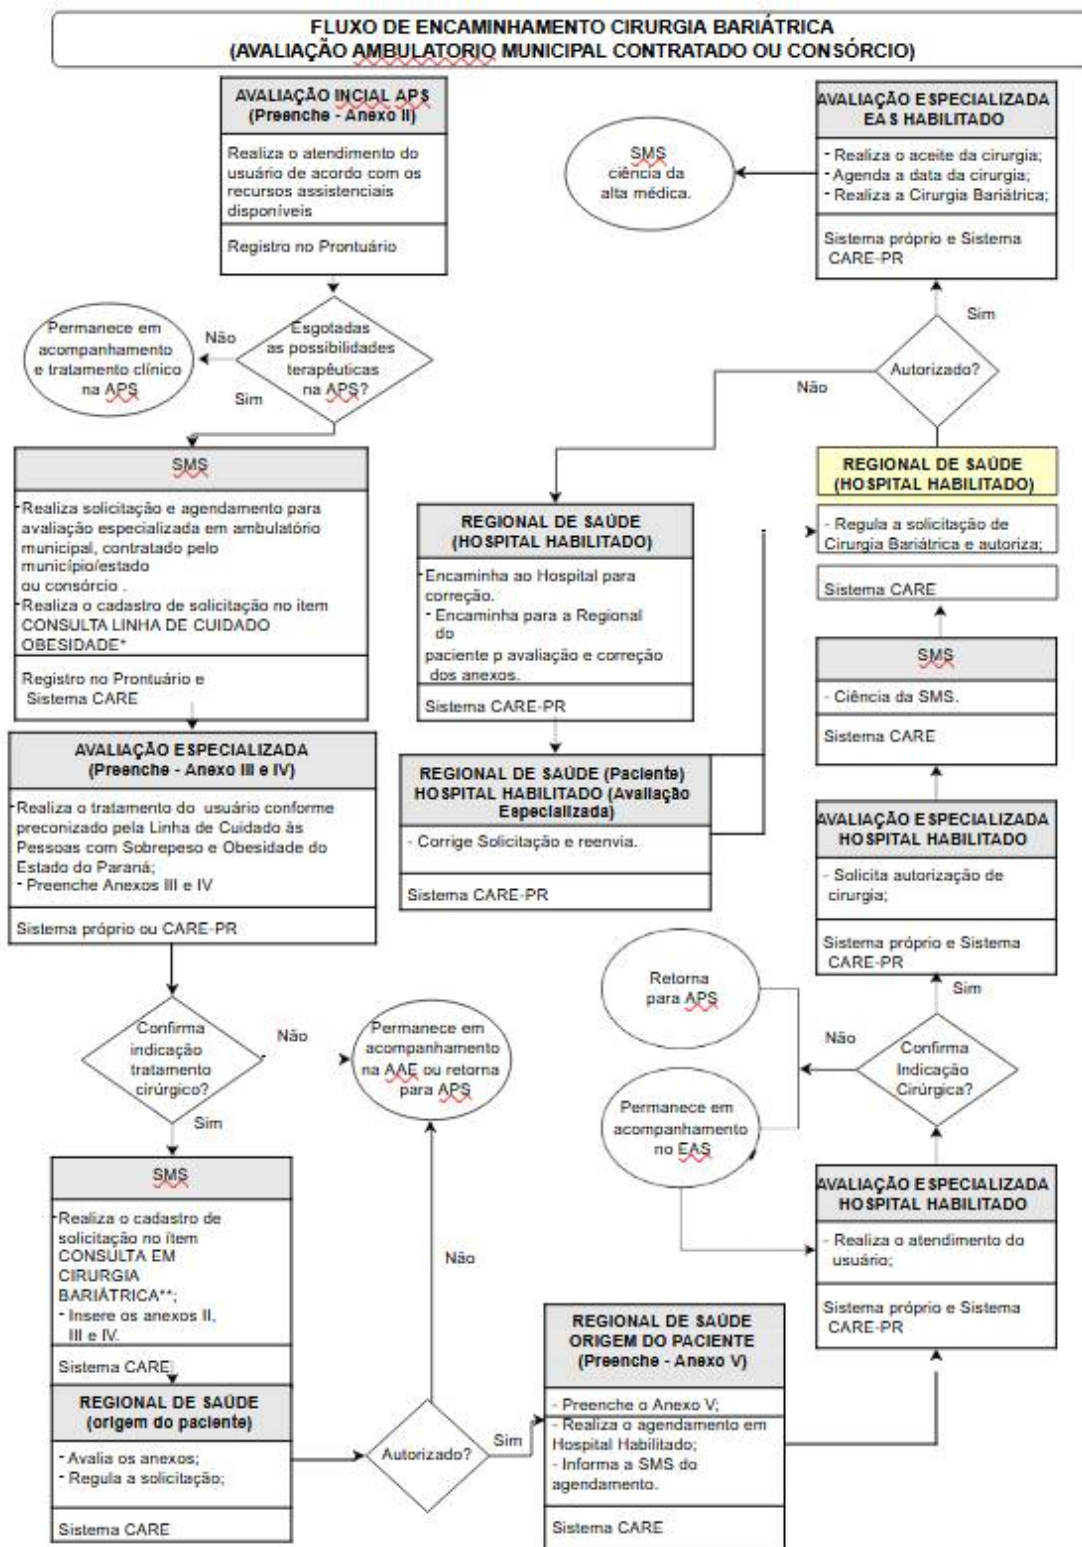 FLUXO DE ENCAMINHAMENTO CIRURGIA BARIÁTRICA
(AVALIAÇÃO AMBULATORIO MUNICIPAL CONTRATADO OU CONSÓRCIO)
AVALIAÇÃO INCIAL APS
(Preenche - Anexo II)
Realiza o atendimento do
usuário de acordo com os
recursos assistenciais
disponíveis
Registro no Prontuário
Esgotadas
as possibilidades
terapêuticas
na APS?
Não
Permanece em
acompanhamento
e tratamento clínico
na APS
Sim
SMS
- Realiza solicitação e agendamento para
avaliação especializada em ambulatório
municipal, contratado pelo
município/estado
ou consórcio .
- Realiza o cadastro de solicitação no item
CONSULTA LINHA DE CUIDADO
OBESIDADE*
Registro no Prontuário e
Sistema CARE
AVALIAÇÃO ESPECIALIZADA
(Preenche - Anexo III e IV)
- Realiza o tratamento do usuário conforme
preconizado pela Linha de Cuidado às
Pessoas com Sobrepeso e Obesidade do
Estado do Paraná;
- Preenche Anexos III e IV
Sistema próprio ou CARE-PR
Confirma
indicação
tratamento
cirúrgico?
Não
Permanece em
acompanhamento
na AAE ou retorna
para APS
Sim
SMS
- Realiza o cadastro de
solicitação no ítem
CONSULTA EM
CIRURGIA
BARIÁTRICA**;
- Insere os anexos II,
III e IV.
Sistema CARE
REGIONAL DE SAÚDE
(origem do paciente)
- Avalia os anexos;
- Regula a solicitação;
Sistema CARE
Autorizado?
Não
Sim
REGIONAL DE SAÚDE
ORIGEM DO PACIENTE
(Preenche - Anexo V)
- Preenche o Anexo V;
- Realiza o agendamento em
Hospital Habilitado;
- Informa a SMS do
agendamento.
Sistema CARE
AVALIAÇÃO ESPECIALIZADA
HOSPITAL HABILITADO
- Realiza o atendimento do
usuário;
Sistema próprio e Sistema
CARE-PR
Confirma
Indicação
Cirúrgica?
Não
Retorna
para APS
Permanece em
acompanhamento
no EAS
Sim
AVALIAÇÃO ESPECIALIZADA
HOSPITAL HABILITADO
- Solicita autorização de
cirurgia;
Sistema próprio e Sistema
CARE-PR
SMS
- Ciência da SMS.
Sistema CARE
REGIONAL DE SAÚDE
(HOSPITAL HABILITADO)
- Regula a solicitação de
Cirurgia Bariátrica e autoriza;
Sistema CARE
Autorizado?
Não
REGIONAL DE SAÚDE
(HOSPITAL HABILITADO)
- Encaminha ao Hospital para
correção.
- Encaminha para a Regional
do
paciente p avaliação e correção
dos anexos.
Sistema CARE-PR
REGIONAL DE SAÚDE (Paciente)
HOSPITAL HABILITADO (Avaliação
Especializada)
- Corrige Solicitação e reenvia.
Sistema CARE-PR
Sim
AVALIAÇÃO ESPECIALIZADA
EAS HABILITADO
- Realiza o aceite da cirurgia;
- Agenda a data da cirurgia;
- Realiza a Cirurgia Bariátrica;
Sistema próprio e Sistema
CARE-PR
SMS
ciência da
alta médica.